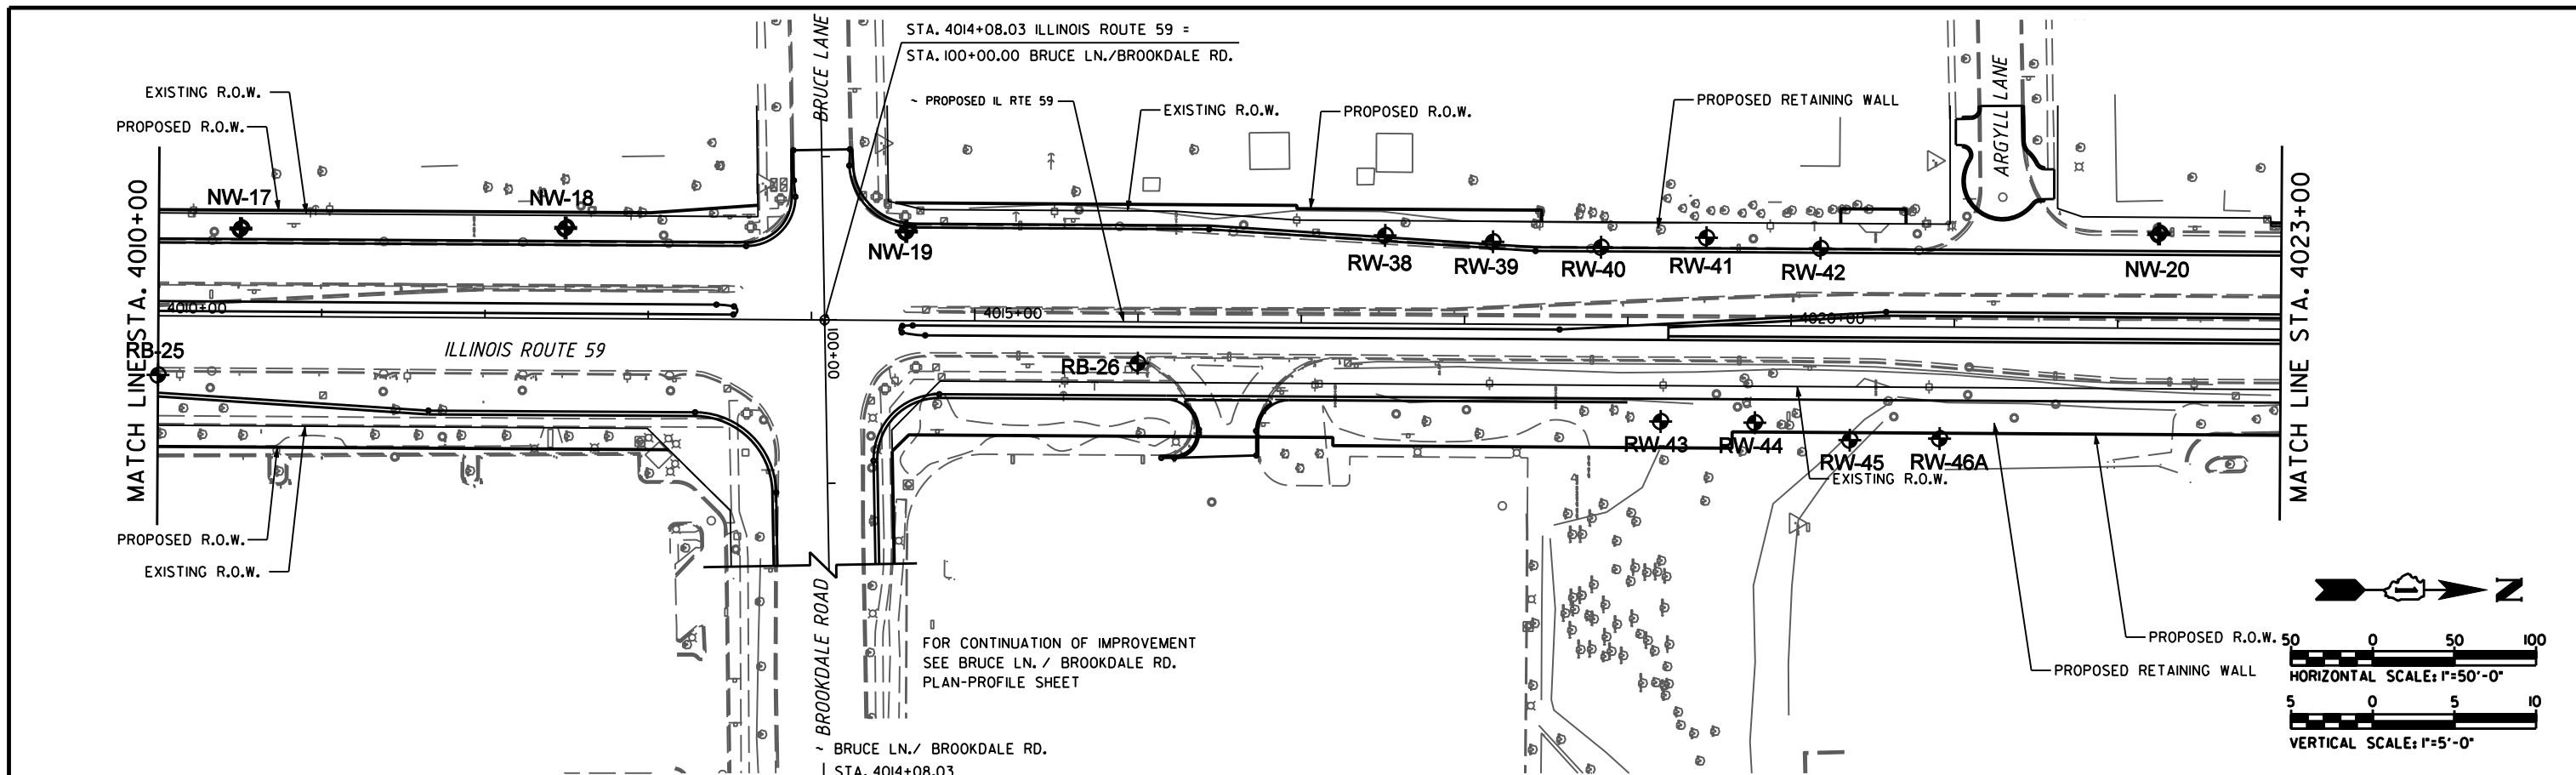 BRUCE LANE
STA. 4014+08.03 ILLINOIS ROUTE 59 =
STA. 100+00.00 BRUCE LN./BROOKDALE RD.
ARGYLL LANE
EXISTING R.O.W.
PROPOSED R.O.W.
~ PROPOSED IL RTE 59
EXISTING R.O.W.
PROPOSED R.O.W.
PROPOSED RETAINING WALL
MATCH LINE STA. 4010+00
NW-17
NW-18
NW-19
RW-38
RW-39
RW-40
RW-41
RW-42
NW-20
MATCH LINE STA. 4023+00
4010+00
4015+00
4020+00
100+00
RB-25
ILLINOIS ROUTE 59
RB-26
RW-43
RW-44
RW-45
RW-46A
EXISTING R.O.W.
PROPOSED R.O.W.
EXISTING R.O.W.
BROOKDALE ROAD
FOR CONTINUATION OF IMPROVEMENT
SEE BRUCE LN. / BROOKDALE RD.
PLAN-PROFILE SHEET
PROPOSED R.O.W.
PROPOSED RETAINING WALL
1 N
50 0 50 100
HORIZONTAL SCALE: 1"=50'-0"
5 0 5 10
VERTICAL SCALE: 1"=5'-0"
~ BRUCE LN./ BROOKDALE RD.
STA. 4014+08.03